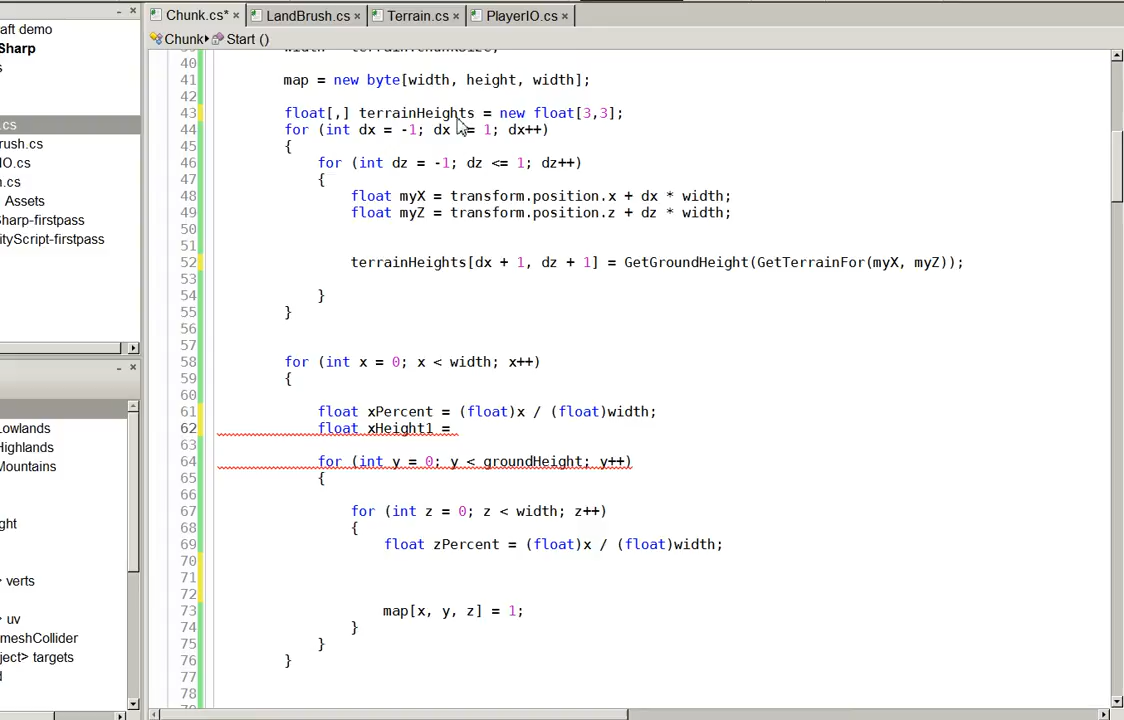 Chunk.cs* × LandBrush.cs × Terrain.cs × PlayerIO.cs ×
aft demo
Sharp
s
.cs
rush.cs
IO.cs
n.cs
Assets
Sharp-firstpass
ityScript-firstpass
Lowlands
Highlands
Mountains
ght
> verts
> uv
meshCollider
ject> targets
d
Chunk Start ()
40
41 map = new byte[width, height, width];
42
43 float[,] terrainHeights = new float[3,3];
44 for (int dx = -1; dx = 1; dx++)
45 {
46 for (int dz = -1; dz <= 1; dz++)
47 {
48 float myX = transform.position.x + dx * width;
49 float myZ = transform.position.z + dz * width;
50
51
52 terrainHeights[dx + 1, dz + 1] = GetGroundHeight(GetTerrainFor(myX, myZ));
53
54 }
55 }
56
57
58 for (int x = 0; x < width; x++)
59 {
60
61 float xPercent = (float)x / (float)width;
62 float xHeight1 =
63
64 for (int y = 0; y < groundHeight; y++)
65 {
66
67 for (int z = 0; z < width; z++)
68 {
69 float zPercent = (float)x / (float)width;
70
71
72
73 map[x, y, z] = 1;
74 }
75 }
76 }
77
78